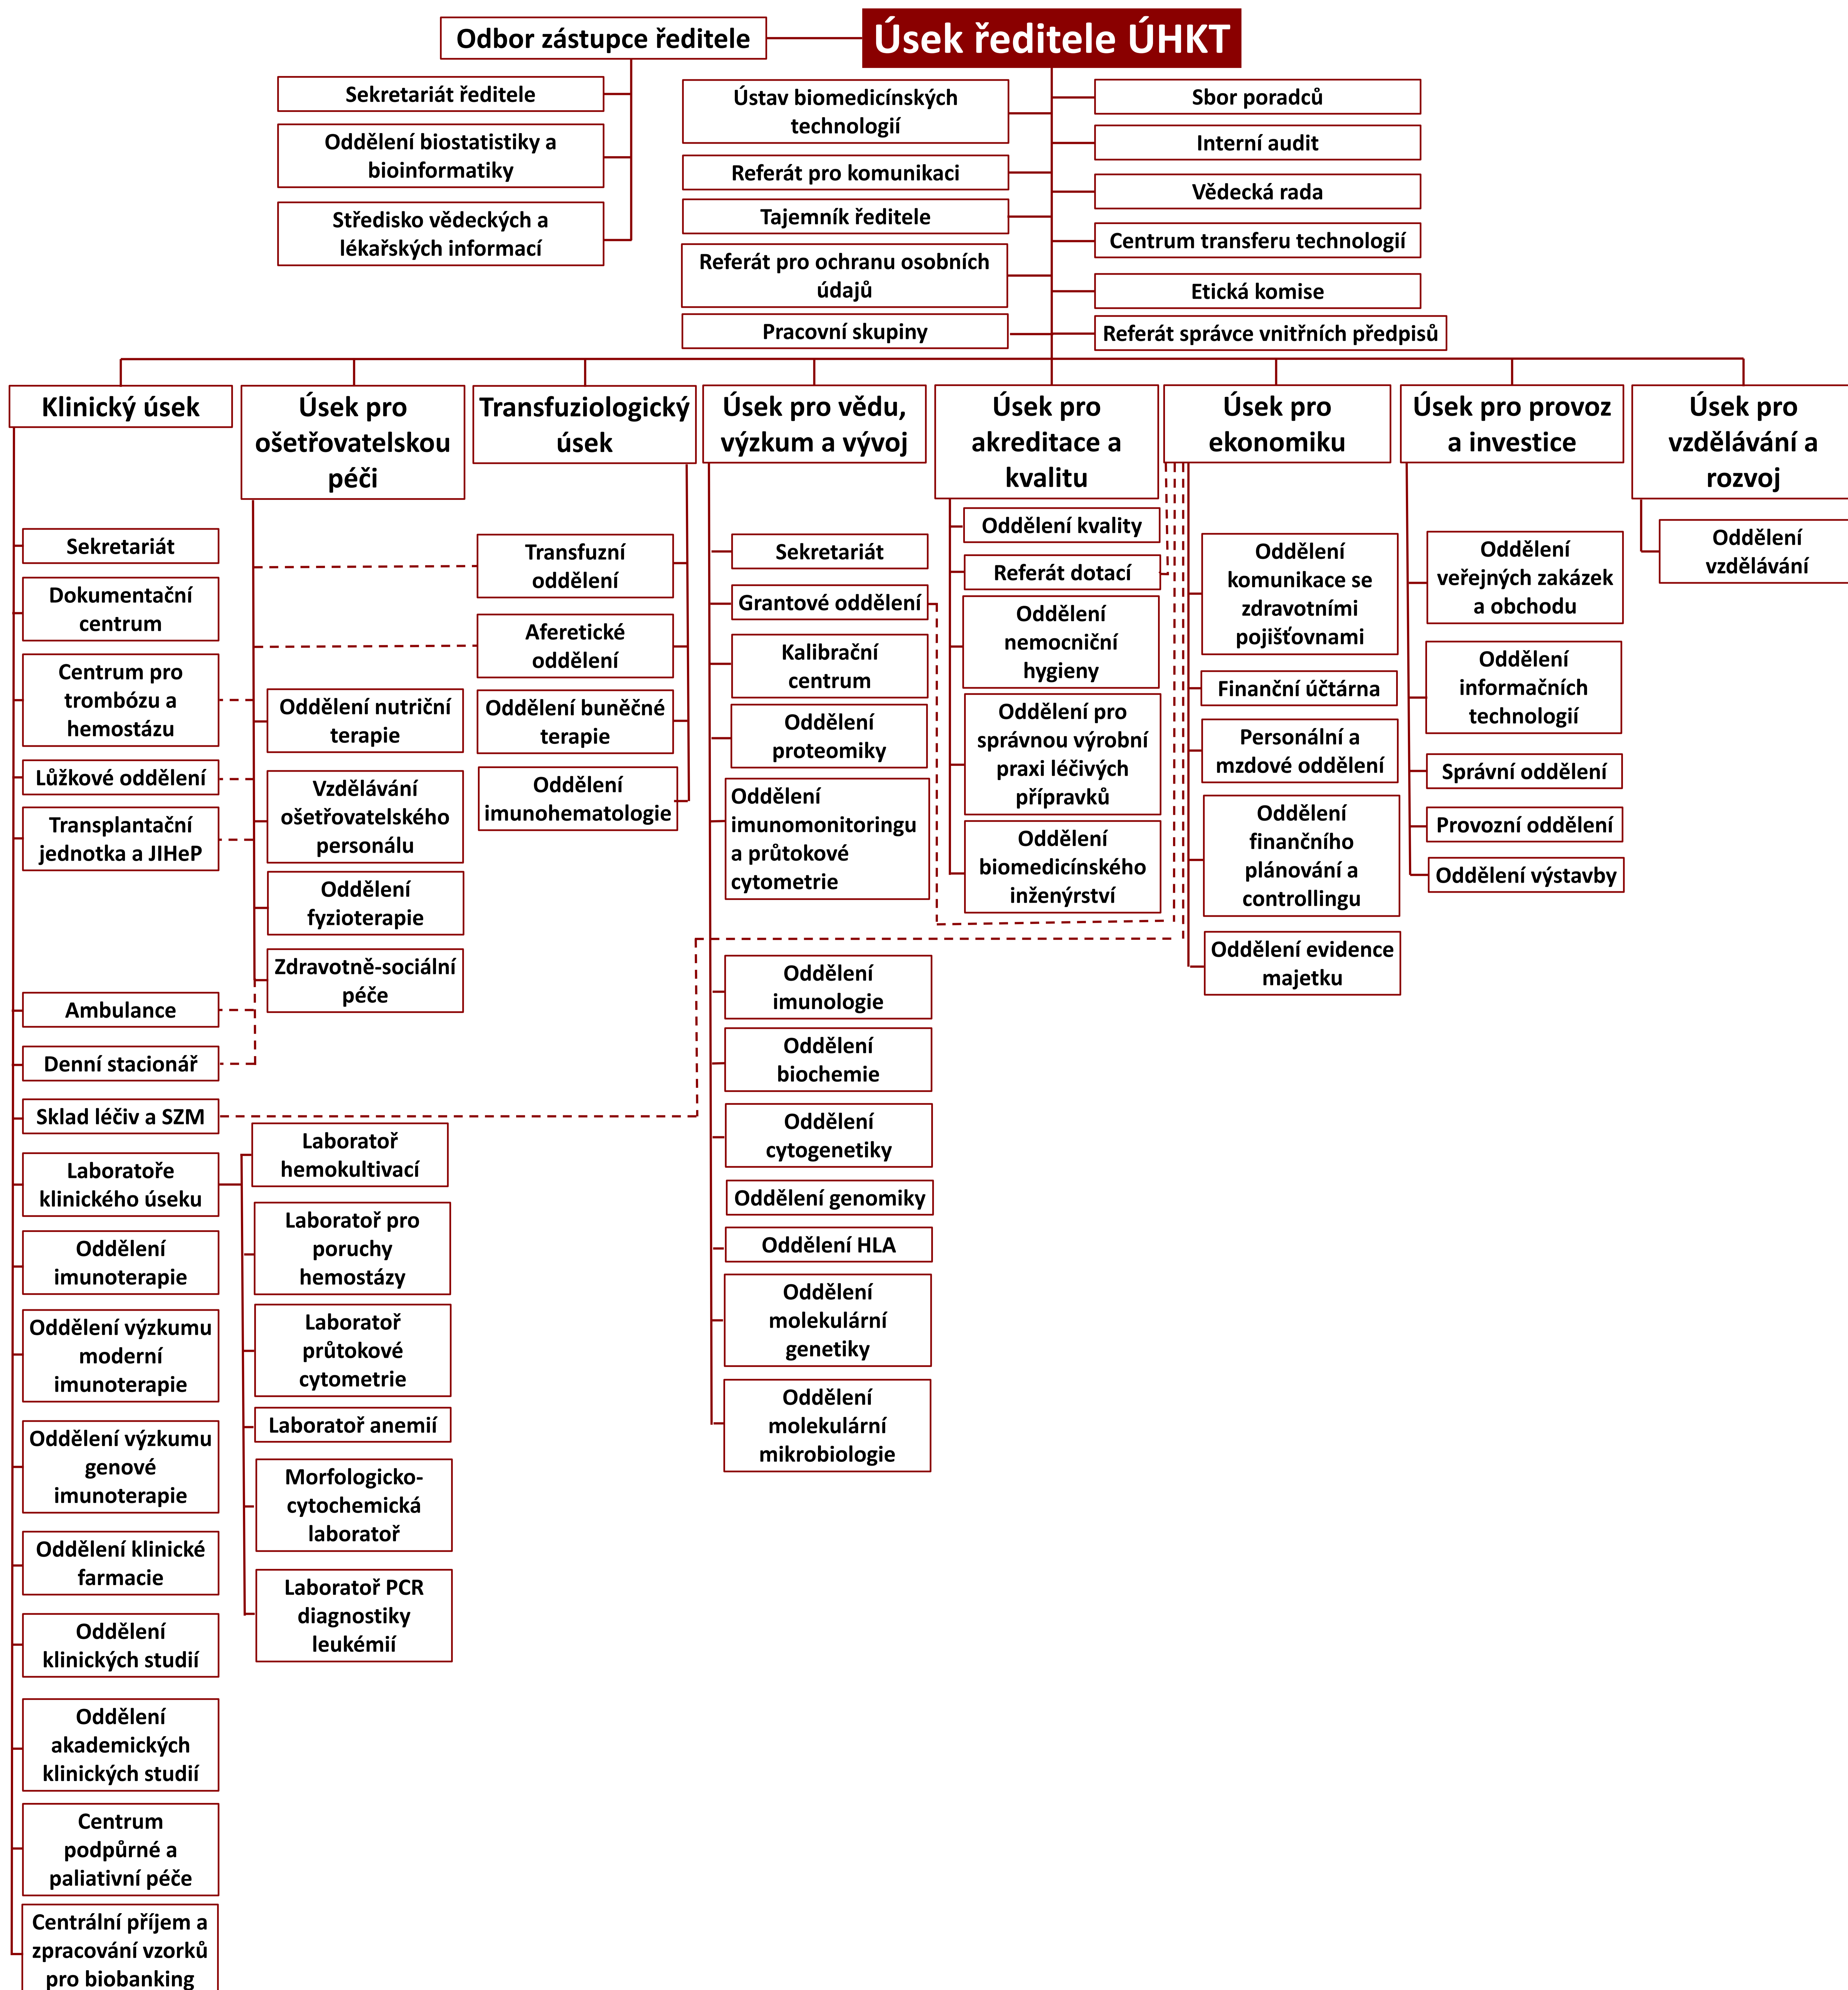 Odbor zástupce ředitele
Úsek ředitele ÚHKT
Sekretariát ředitele
Oddělení biostatistiky a
bioinformatiky
Středisko vědeckých a
lékařských informací
Ústav biomedicínských
technologií
Referát pro komunikaci
Tajemník ředitele
Referát pro ochranu osobních
údajů
Pracovní skupiny
Sbor poradců
Interní audit
Vědecká rada
Centrum transferu technologií
Etická komise
Referát správce vnitřních předpisů
Klinický úsek
Sekretariát
Dokumentační
centrum
Centrum pro
trombózu a
hemostázu
Lůžkové oddělení
Transplantační
jednotka a JIHeP
Ambulance
Denní stacionář
Sklad léčiv a SZM
Laboratoře
klinického úseku
Oddělení
imunoterapie
Oddělení výzkumu
moderní
imunoterapie
Oddělení výzkumu
genové
imunoterapie
Oddělení klinické
farmacie
Oddělení
klinických studií
Oddělení
akademických
klinických studií
Centrum
podpůrné a
paliativní péče
Centrální příjem a
zpracování vzorků
pro biobanking
Laboratoř
hemokultivací
Laboratoř pro
poruchy
hemostázy
Laboratoř
průtokové
cytometrie
Laboratoř anemií
Morfologicko-
cytochemická
laboratoř
Laboratoř PCR
diagnostiky
leukémií
Úsek pro
ošetřovatelskou
péči
Oddělení nutriční
terapie
Vzdělávání
ošetřovatelského
personálu
Oddělení
fyzioterapie
Zdravotně-sociální
péče
Transfuziologický
úsek
Transfuzní
oddělení
Aferetické
oddělení
Oddělení buněčné
terapie
Oddělení
imunohematologie
Úsek pro vědu,
výzkum a vývoj
Sekretariát
Grantové oddělení
Kalibrační
centrum
Oddělení
proteomiky
Oddělení
imunomonitoringu
a průtokové
cytometrie
Oddělení
imunologie
Oddělení
biochemie
Oddělení
cytogenetiky
Oddělení genomiky
Oddělení HLA
Oddělení
molekulární
genetiky
Oddělení
molekulární
mikrobiologie
Úsek pro
akreditace a
kvalitu
Oddělení kvality
Referát dotací
Oddělení
nemocniční
hygieny
Oddělení pro
správnou výrobní
praxi léčivých
přípravků
Oddělení
biomedicínského
inženýrství
Úsek pro
ekonomiku
Oddělení
komunikace se
zdravotními
pojišťovnami
Finanční účtárna
Personální a
mzdové oddělení
Oddělení
finančního
plánování a
controllingu
Oddělení evidence
majetku
Úsek pro provoz
a investice
Oddělení
veřejných zakázek
a obchodu
Oddělení
informačních
technologií
Správní oddělení
Provozní oddělení
Oddělení výstavby
Úsek pro
vzdělávání a
rozvoj
Oddělení
vzdělávání